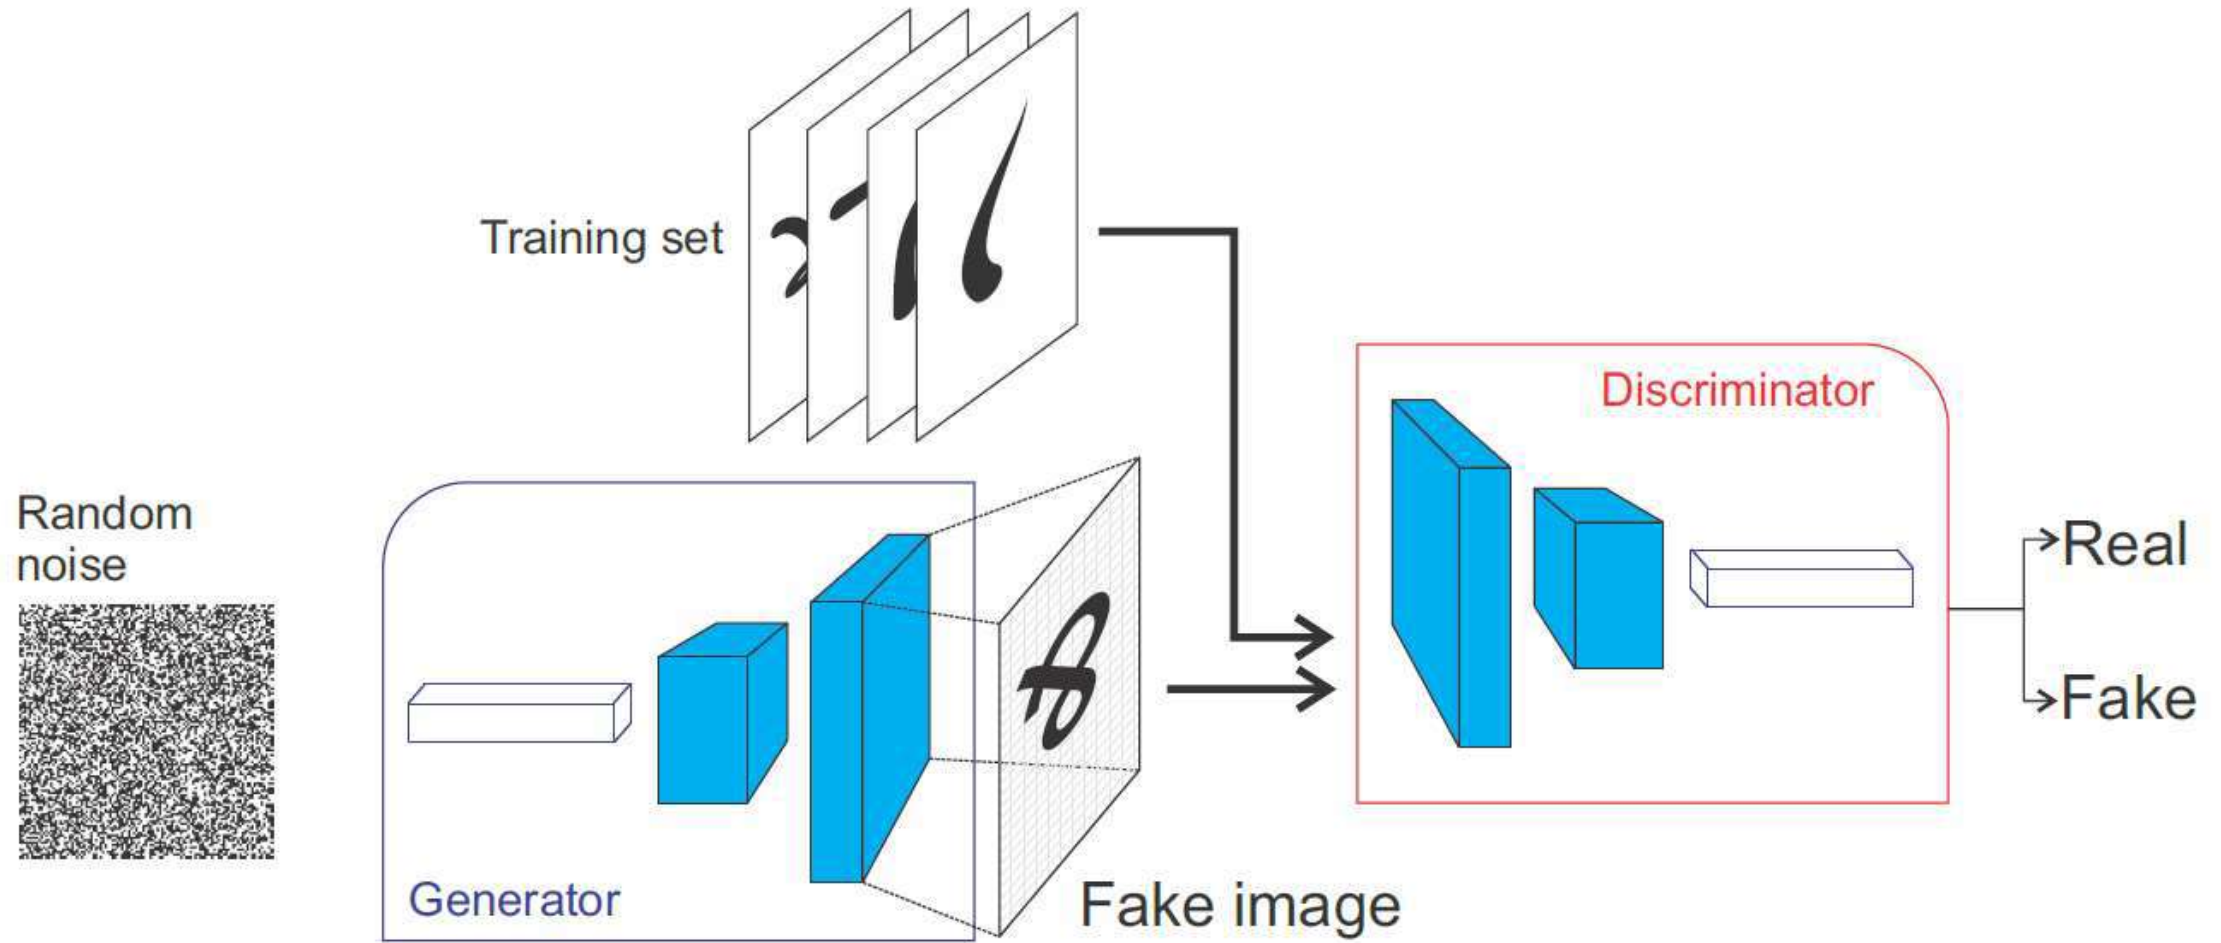 Training set
Discriminator
Random
noise
Real
Fake
Generator
Fake image